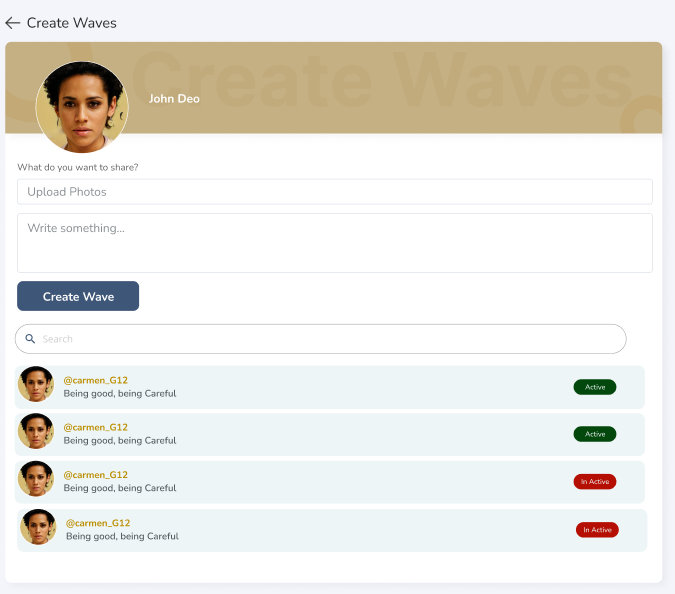 Create Waves
Create Waves
John Deo
What do you want to share?
Upload Photos
Write something...
Create Wave
Search
@carmen_G12
Being good, being Careful
Active
@carmen_G12
Being good, being Careful
Active
@carmen_G12
Being good, being Careful
In Active
@carmen_G12
Being good, being Careful
In Active